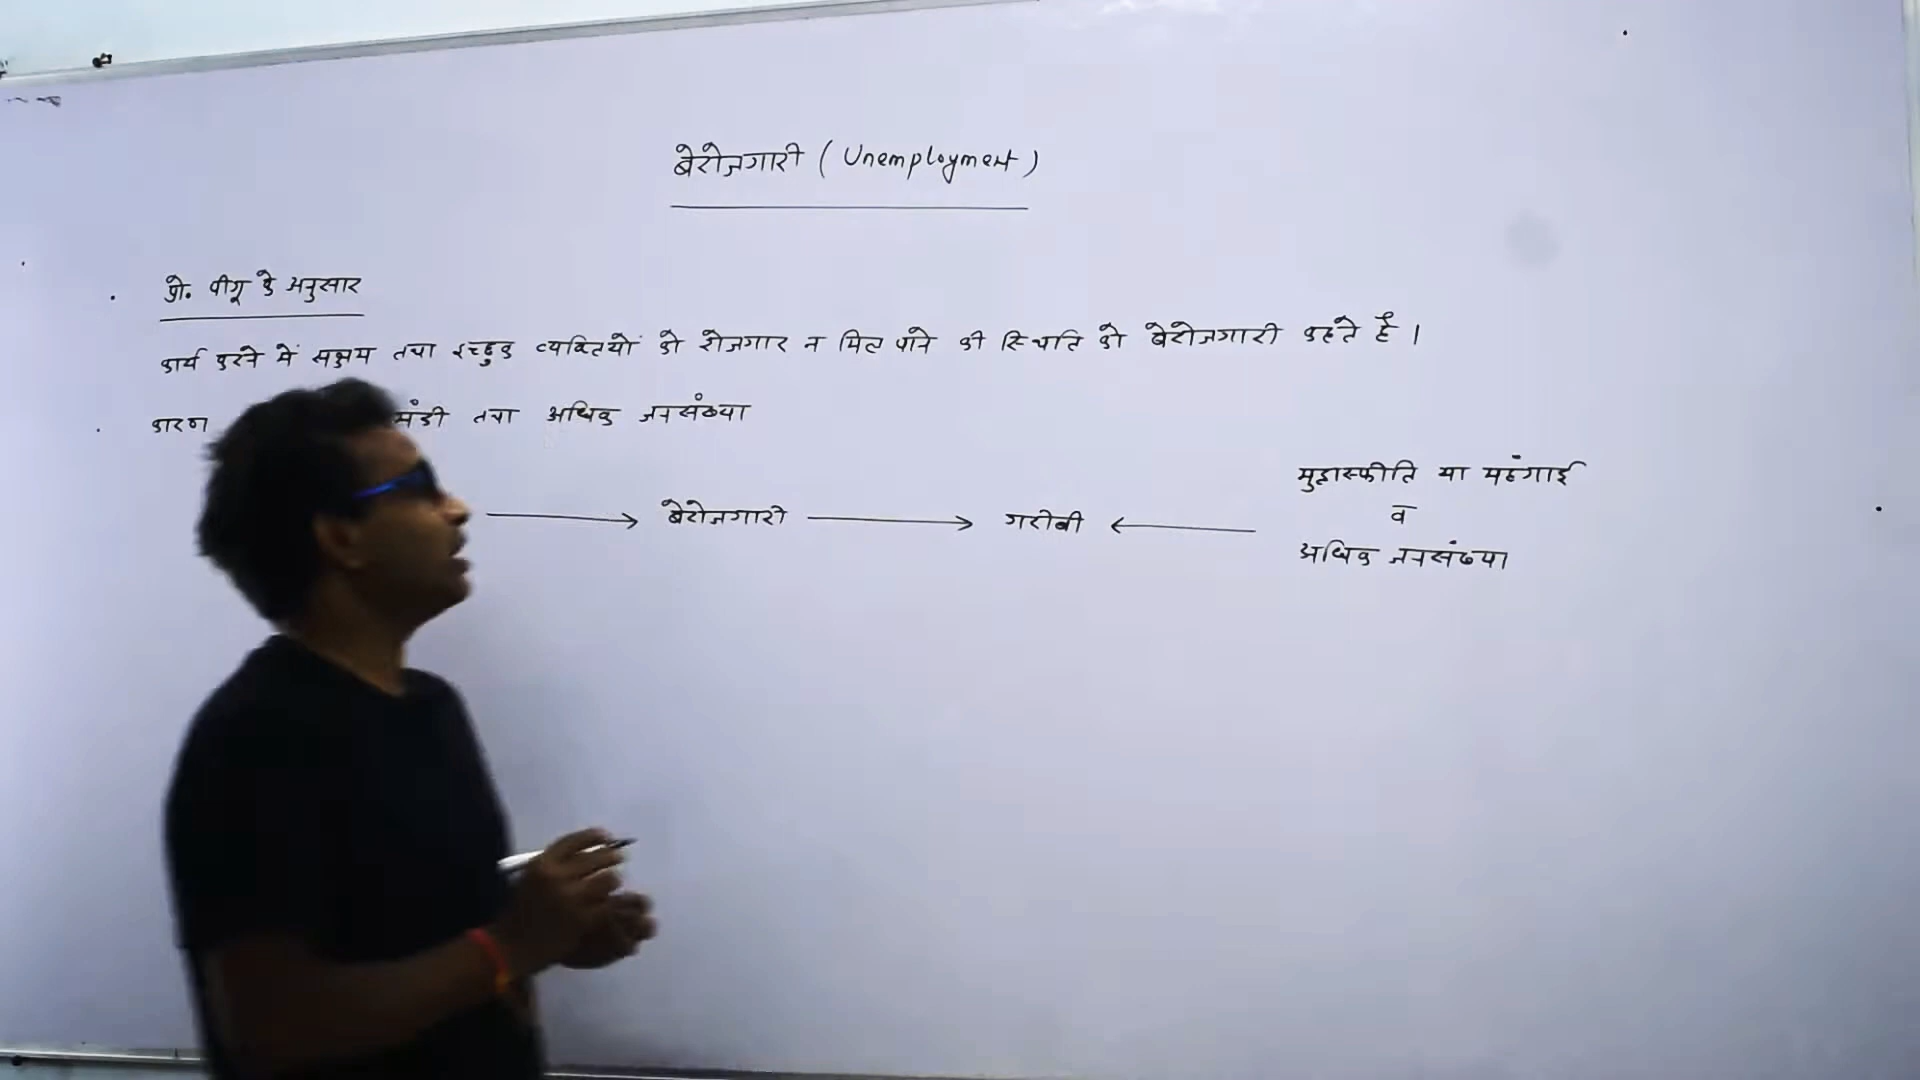 बेरोजगारी ( Unemployment )
प्रो. पीगू के अनुसार
कार्य करने में सक्षम तथा इच्छुक व्यक्तियों को रोजगार न मिल पाने की स्थिति को बेरोजगारी कहते है ।
कारण मंदी तथा अधिक जनसंख्या
मुद्रास्फीति या महंगाई
→ बेरोजगारी → गरीबी ←
व
अधिक जनसंख्या